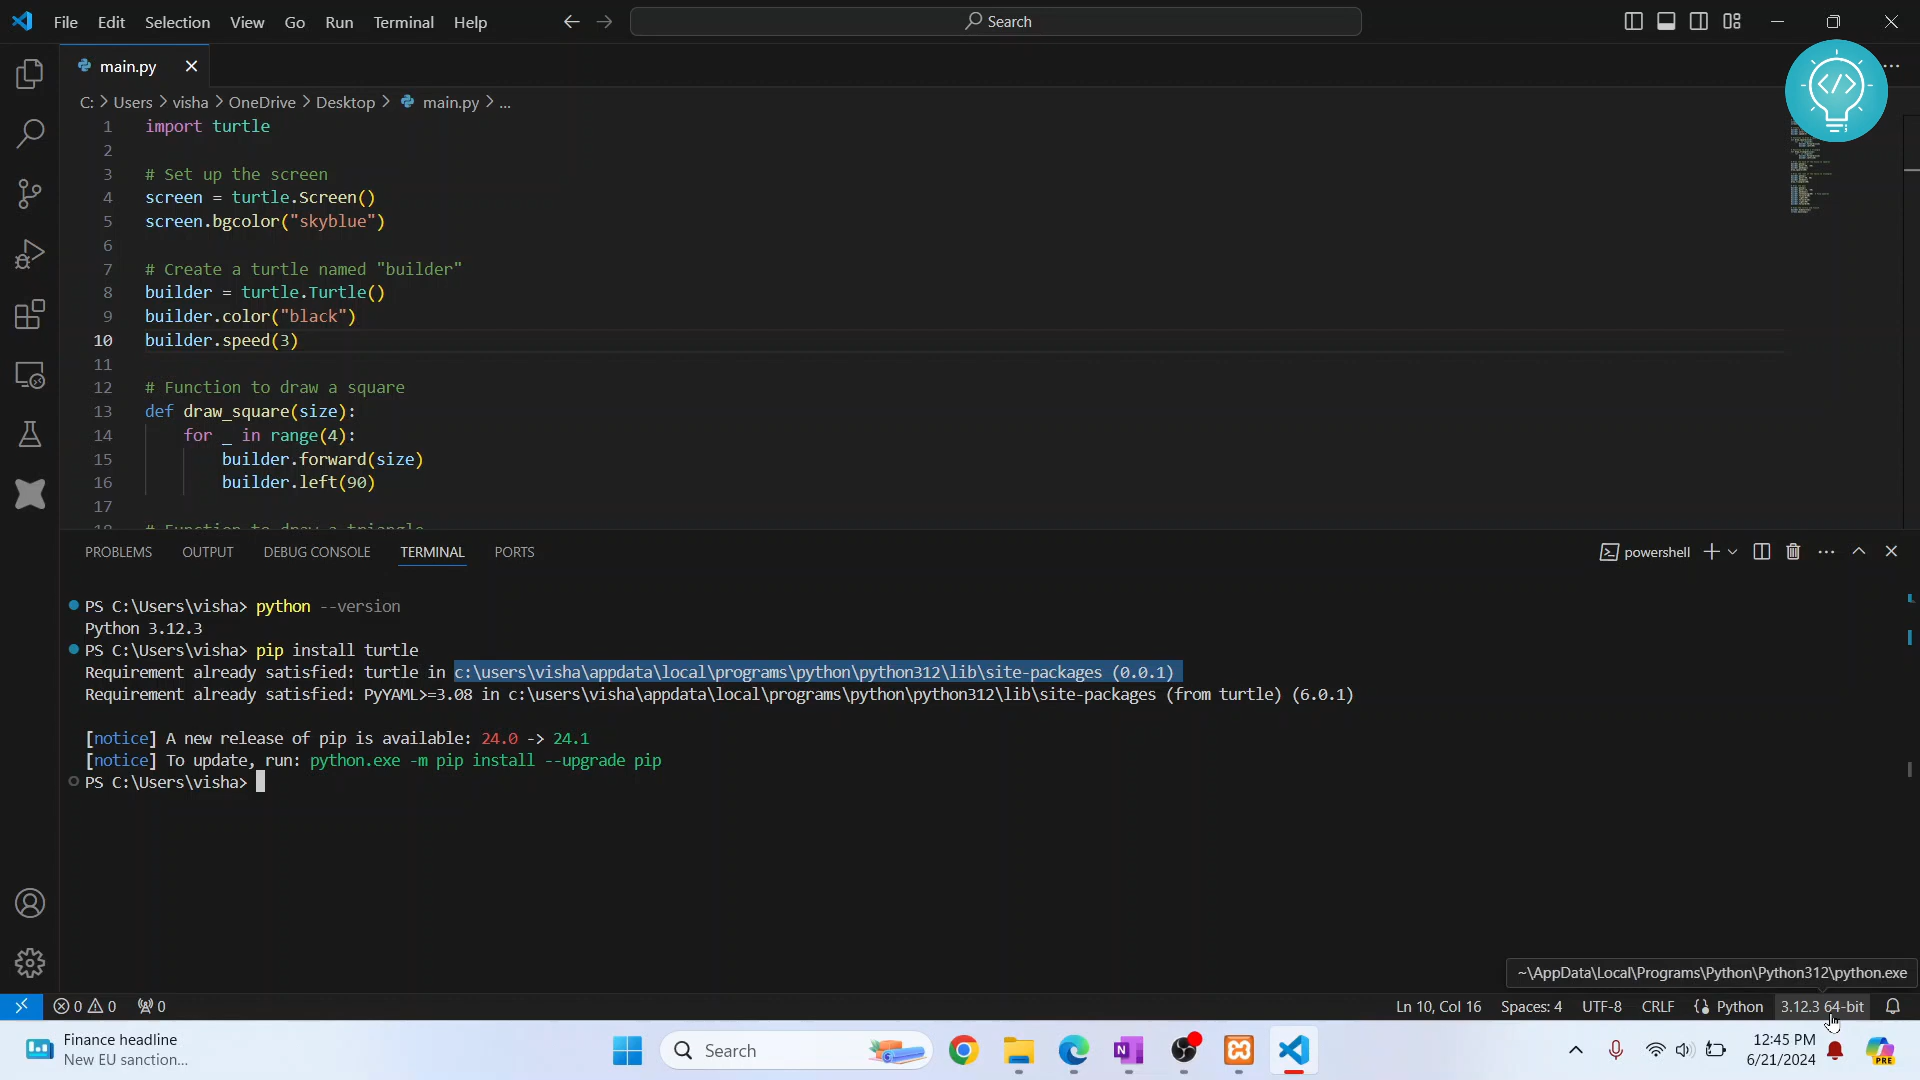 File Edit Selection View Go Run Terminal Help
Search
main.py
C: > Users > visha > OneDrive > Desktop > main.py > ...
1 import turtle
2
3 # Set up the screen
4 screen = turtle.Screen()
5 screen.bgcolor("skyblue")
6
7 # Create a turtle named "builder"
8 builder = turtle.Turtle()
9 builder.color("black")
10 builder.speed(3)
11
12 # Function to draw a square
13 def draw_square(size):
14 for _ in range(4):
15 builder.forward(size)
16 builder.left(90)
17
18 # Function to draw a triangle
PROBLEMS OUTPUT DEBUG CONSOLE TERMINAL PORTS
powershell
PS C:\Users\visha> python --version
Python 3.12.3
PS C:\Users\visha> pip install turtle
Requirement already satisfied: turtle in c:\users\visha\appdata\local\programs\python\python312\lib\site-packages (0.0.1)
Requirement already satisfied: PyYAML>=3.08 in c:\users\visha\appdata\local\programs\python\python312\lib\site-packages (from turtle) (6.0.1)
[notice] A new release of pip is available: 24.0 -> 24.1
[notice] To update, run: python.exe -m pip install --upgrade pip
PS C:\Users\visha>
~\AppData\Local\Programs\Python\Python312\python.exe
0 0 0 Ln 10, Col 16 Spaces: 4 UTF-8 CRLF Python 3.12.3 64-bit
Finance headline
New EU sanction...
Search
PRE
12:45 PM
6/21/2024